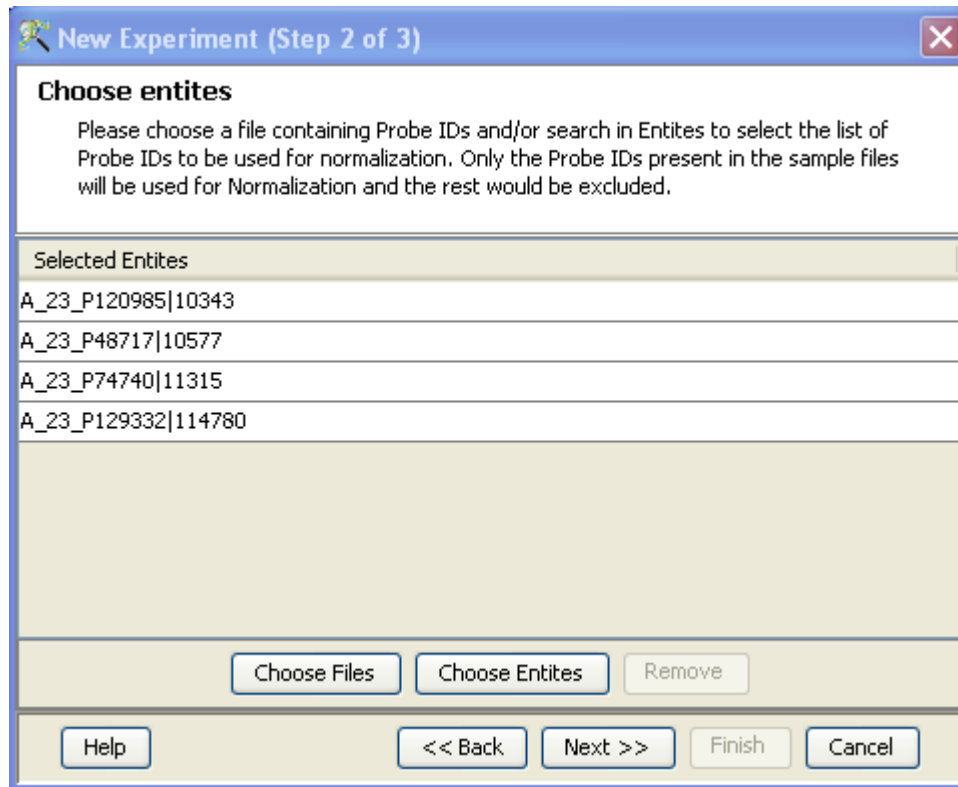 New Experiment (Step 2 of 3)
Choose entites
Please choose a file containing Probe IDs and/or search in Entites to select the list of
Probe IDs to be used for normalization. Only the Probe IDs present in the sample files
will be used for Normalization and the rest would be excluded.
Selected Entites
A_23_P120985|10343
A_23_P48717|10577
A_23_P74740|11315
A_23_P129332|114780
Choose Files Choose Entites Remove
Help << Back Next >> Finish Cancel